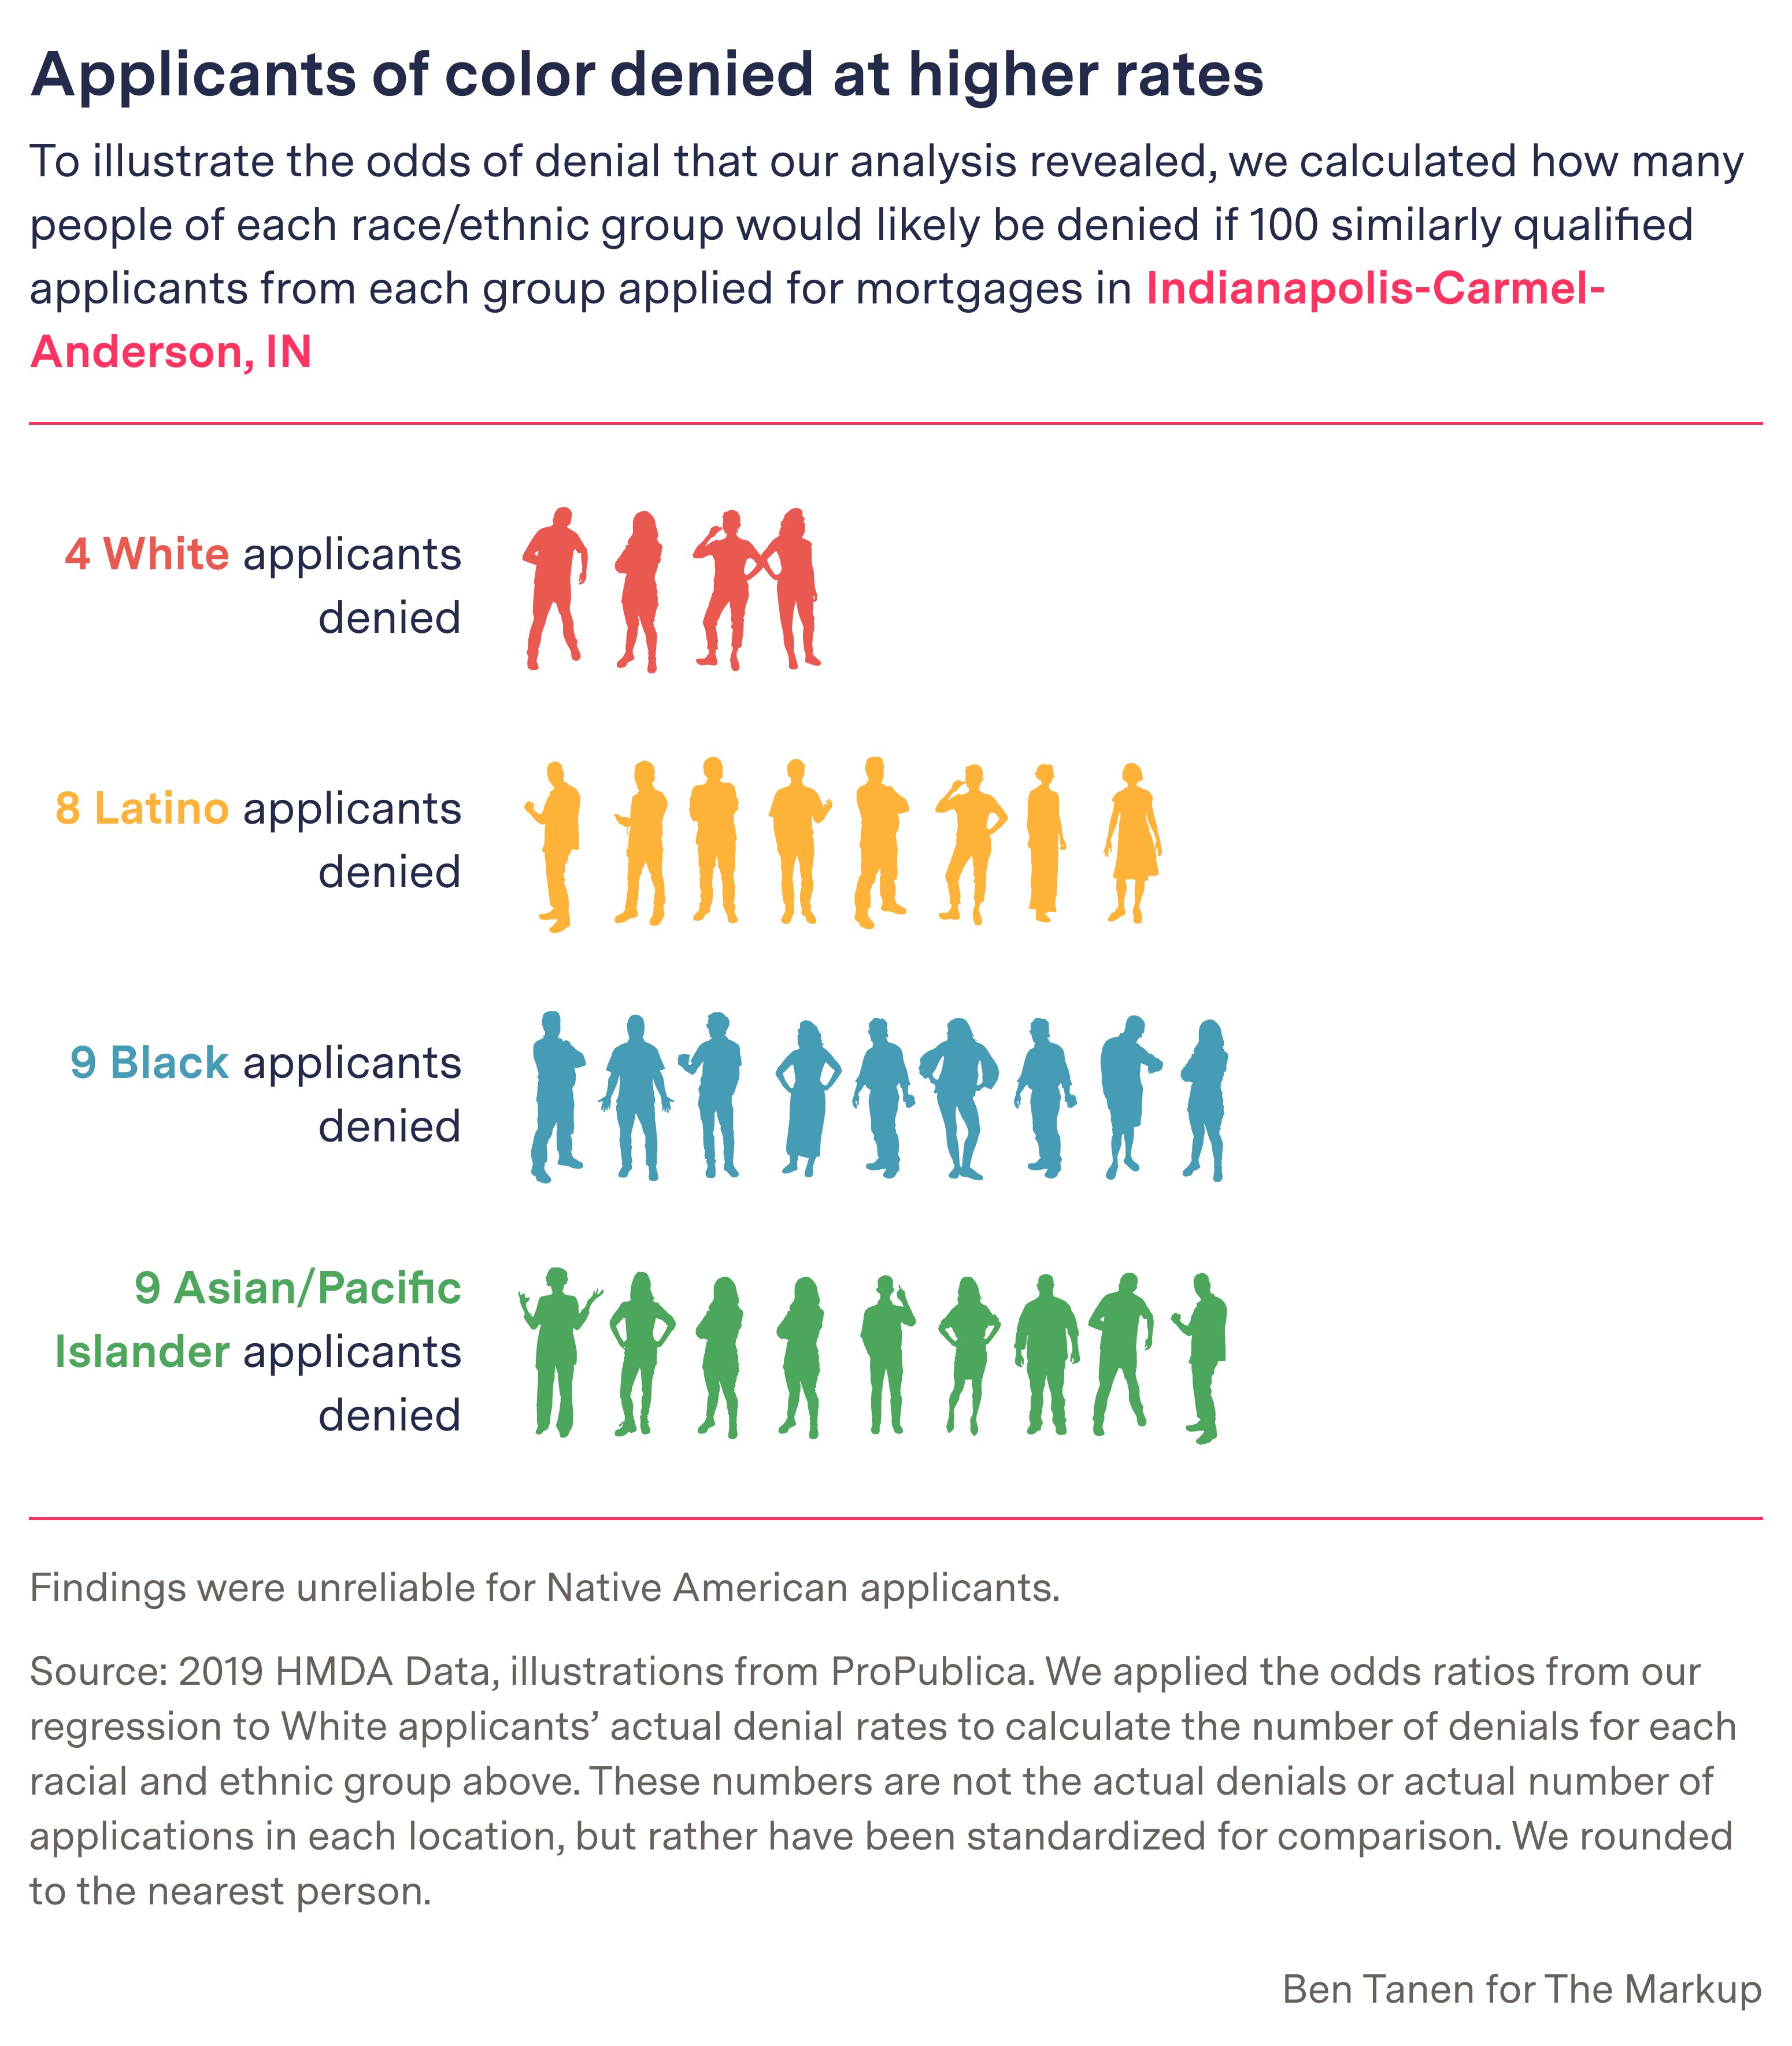 Applicants of color denied at higher rates
To illustrate the odds of denial that our analysis revealed, we calculated how many
people of each race/ethnic group would likely be denied if 100 similarly qualified
applicants from each group applied for mortgages in Indianapolis-Carmel-
Anderson, IN
4 White applicants
denied
8 Latino applicants
denied
9 Black applicants
denied
9 Asian/Pacific
Islander applicants
denied
Findings were unreliable for Native American applicants.
Source: 2019 HMDA Data, illustrations from ProPublica. We applied the odds ratios from our
regression to White applicants’ actual denial rates to calculate the number of denials for each
racial and ethnic group above. These numbers are not the actual denials or actual number of
applications in each location, but rather have been standardized for comparison. We rounded
to the nearest person.
Ben Tanen for The Markup